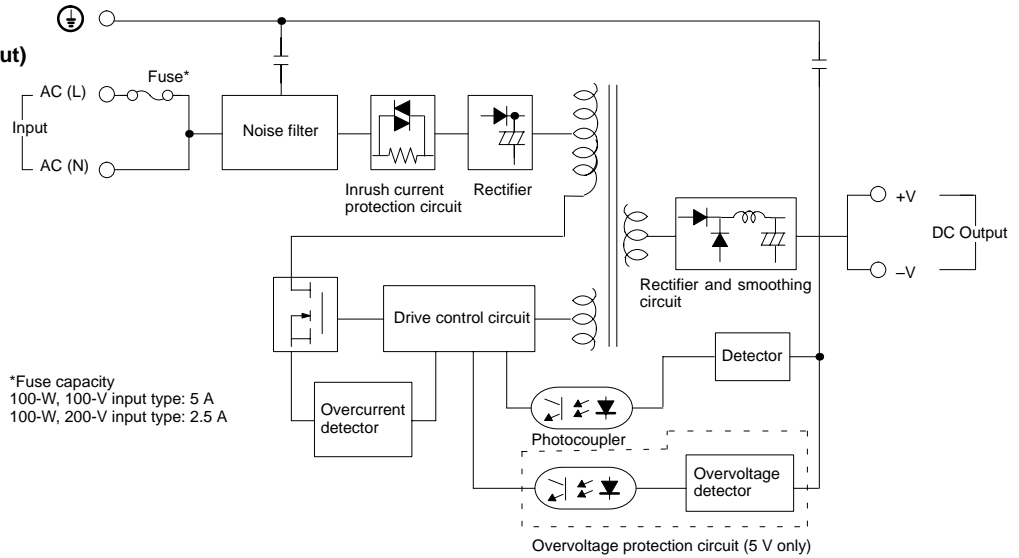 ut)
Fuse*
AC (L)
Input
AC (N)
Noise filter
Inrush current
protection circuit
Rectifier
+V
DC Output
–V
Rectifier and smoothing
circuit
Drive control circuit
Detector
*Fuse capacity
100-W, 100-V input type: 5 A
100-W, 200-V input type: 2.5 A
Overcurrent
detector
Photocoupler
Overvoltage
detector
Overvoltage protection circuit (5 V only)